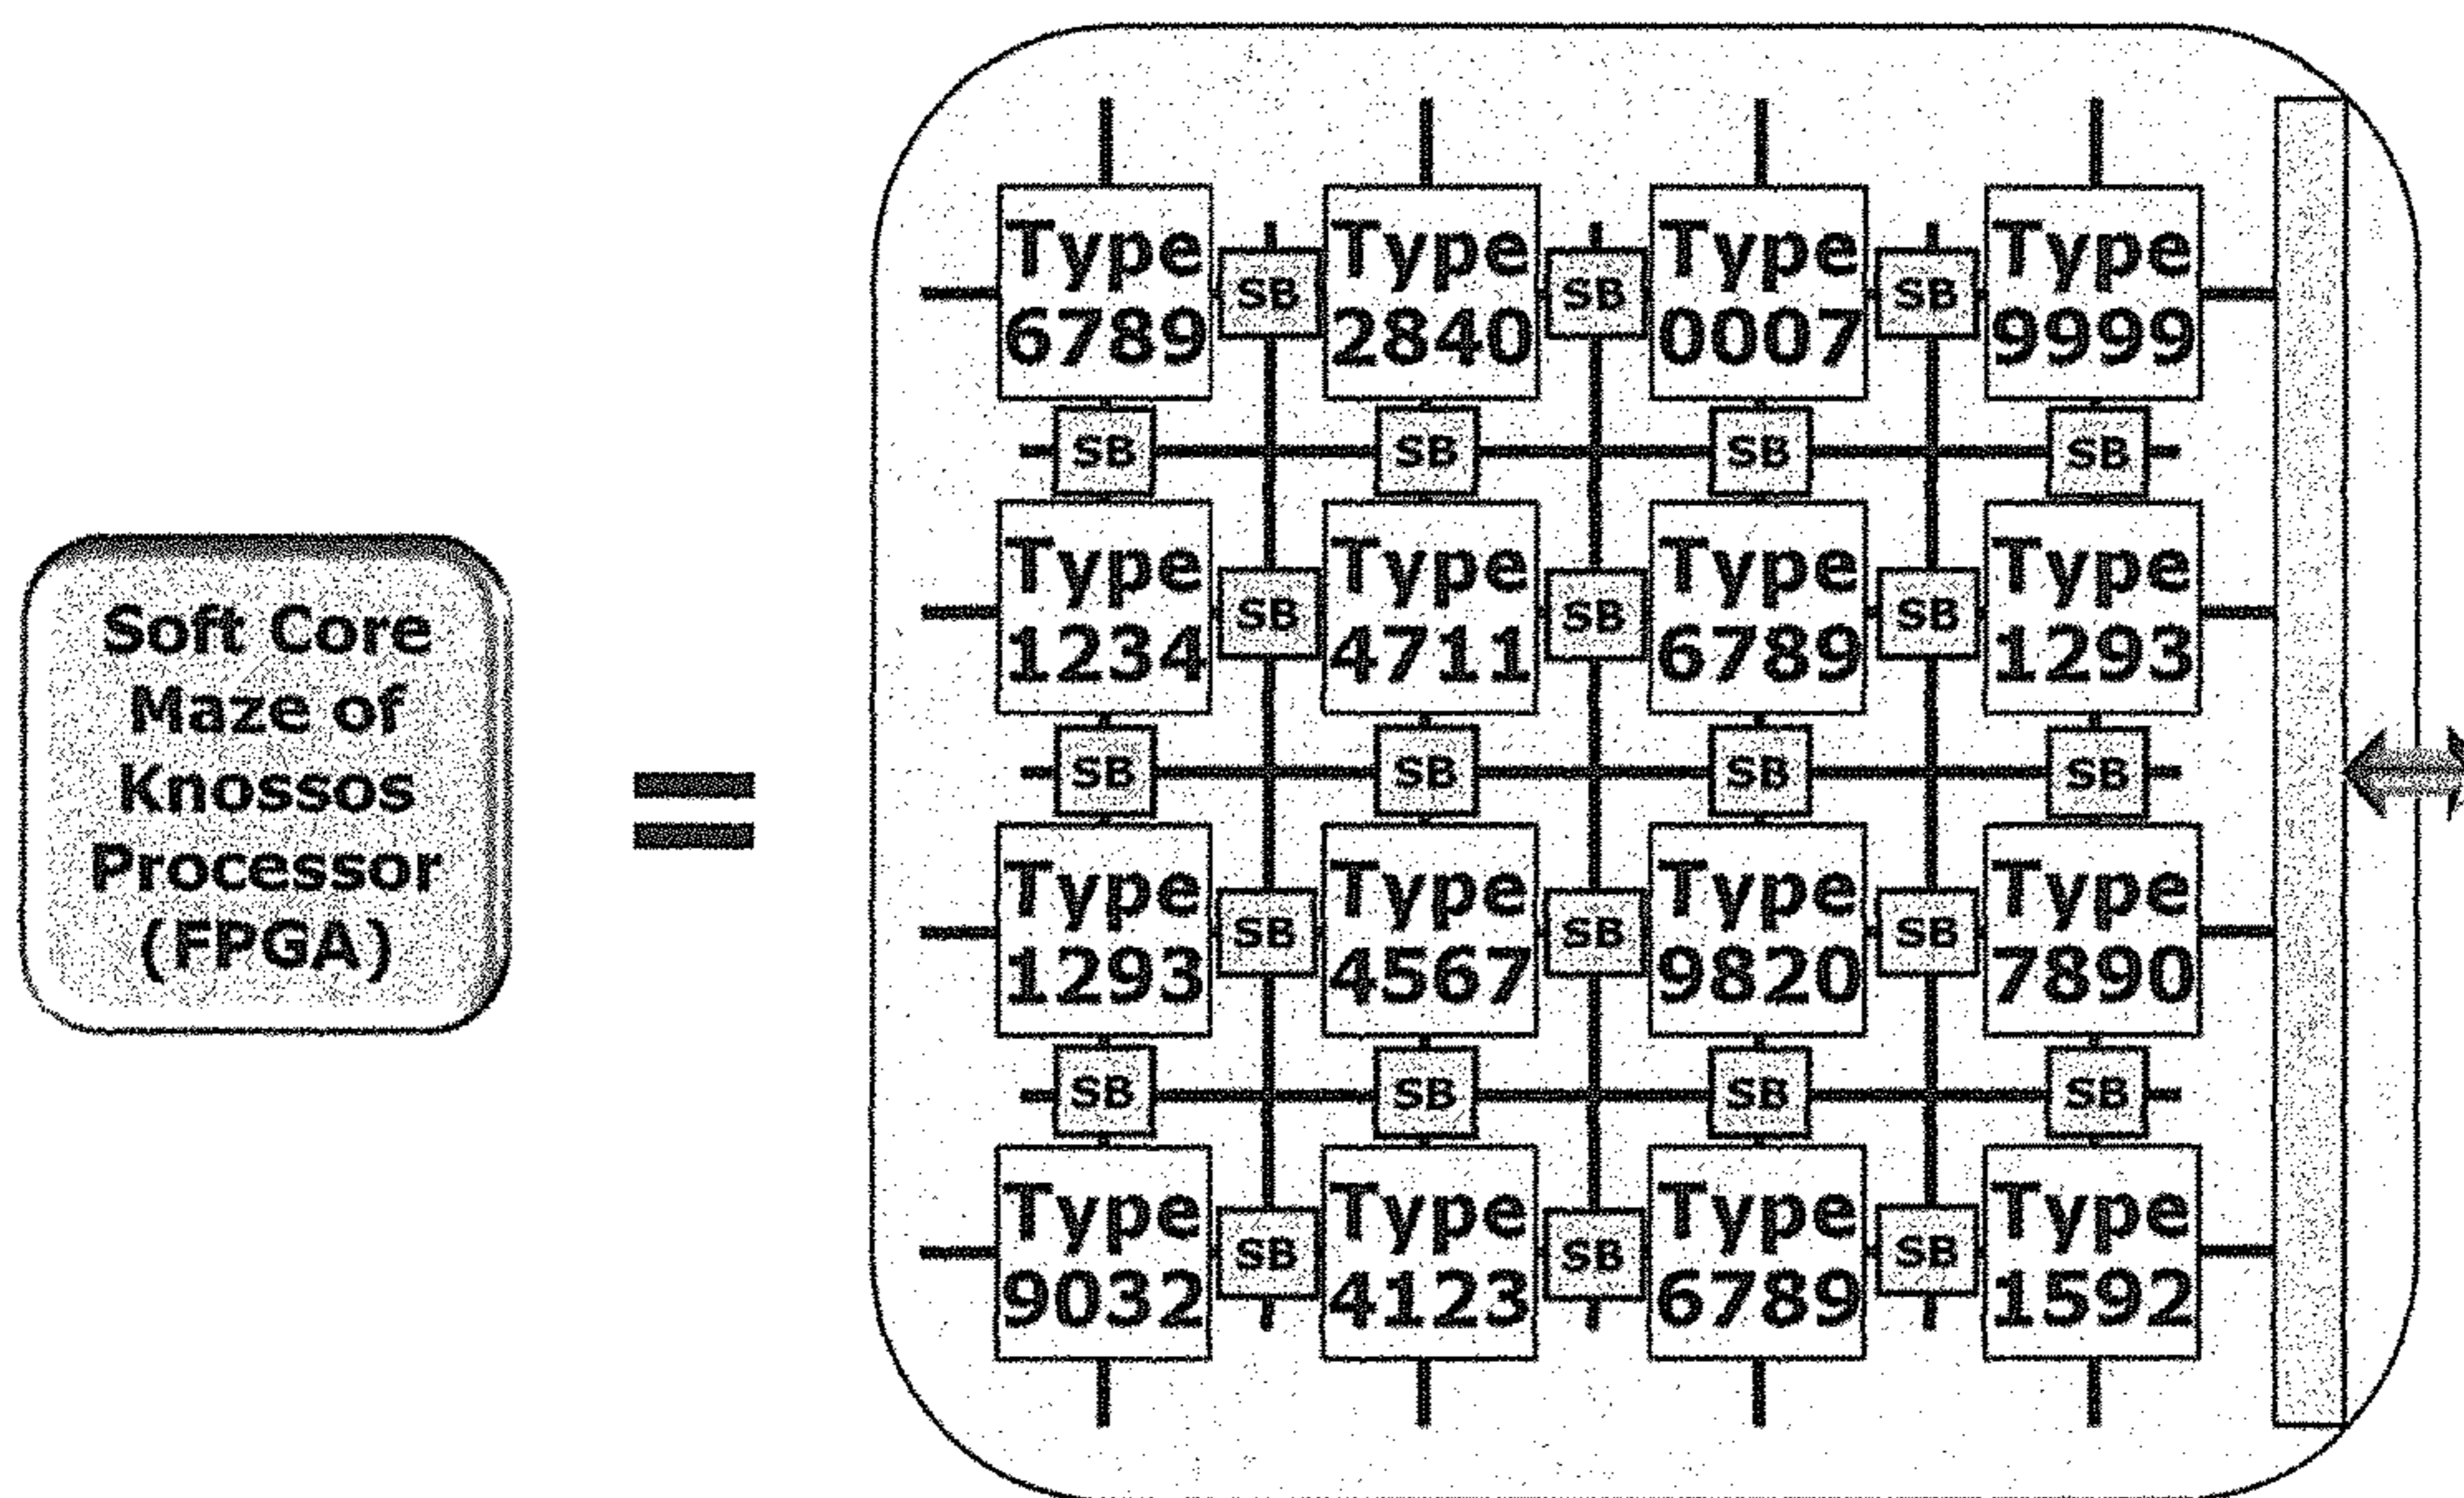 Soft Core
Maze of
Knossos
Processor
(FPGA)
=
Type SB Type SB Type SB Type
6789 2840 0007 9999
SB SB SB SB
Type SB Type SB Type SB Type
1234 4711 6789 1293
SB SB SB SB
Type SB Type SB Type SB Type
1293 4567 9820 7890
SB SB SB SB
Type SB Type SB Type SB Type
9032 4123 6789 1592